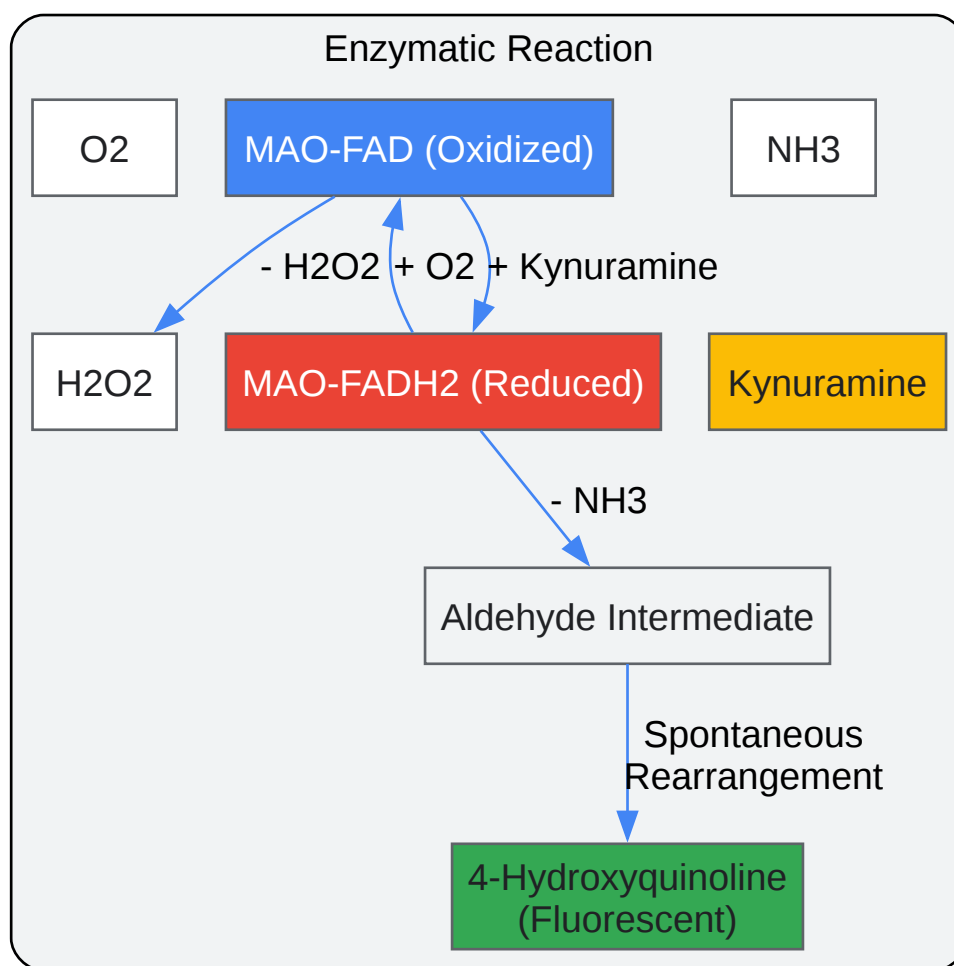 Enzymatic Reaction
O2
MAO-FAD (Oxidized)
NH3
- H2O2
+ O2
+ Kynuramine
H2O2
MAO-FADH2 (Reduced)
Kynuramine
- NH3
Aldehyde Intermediate
Spontaneous
Rearrangement
4-Hydroxyquinoline
(Fluorescent)